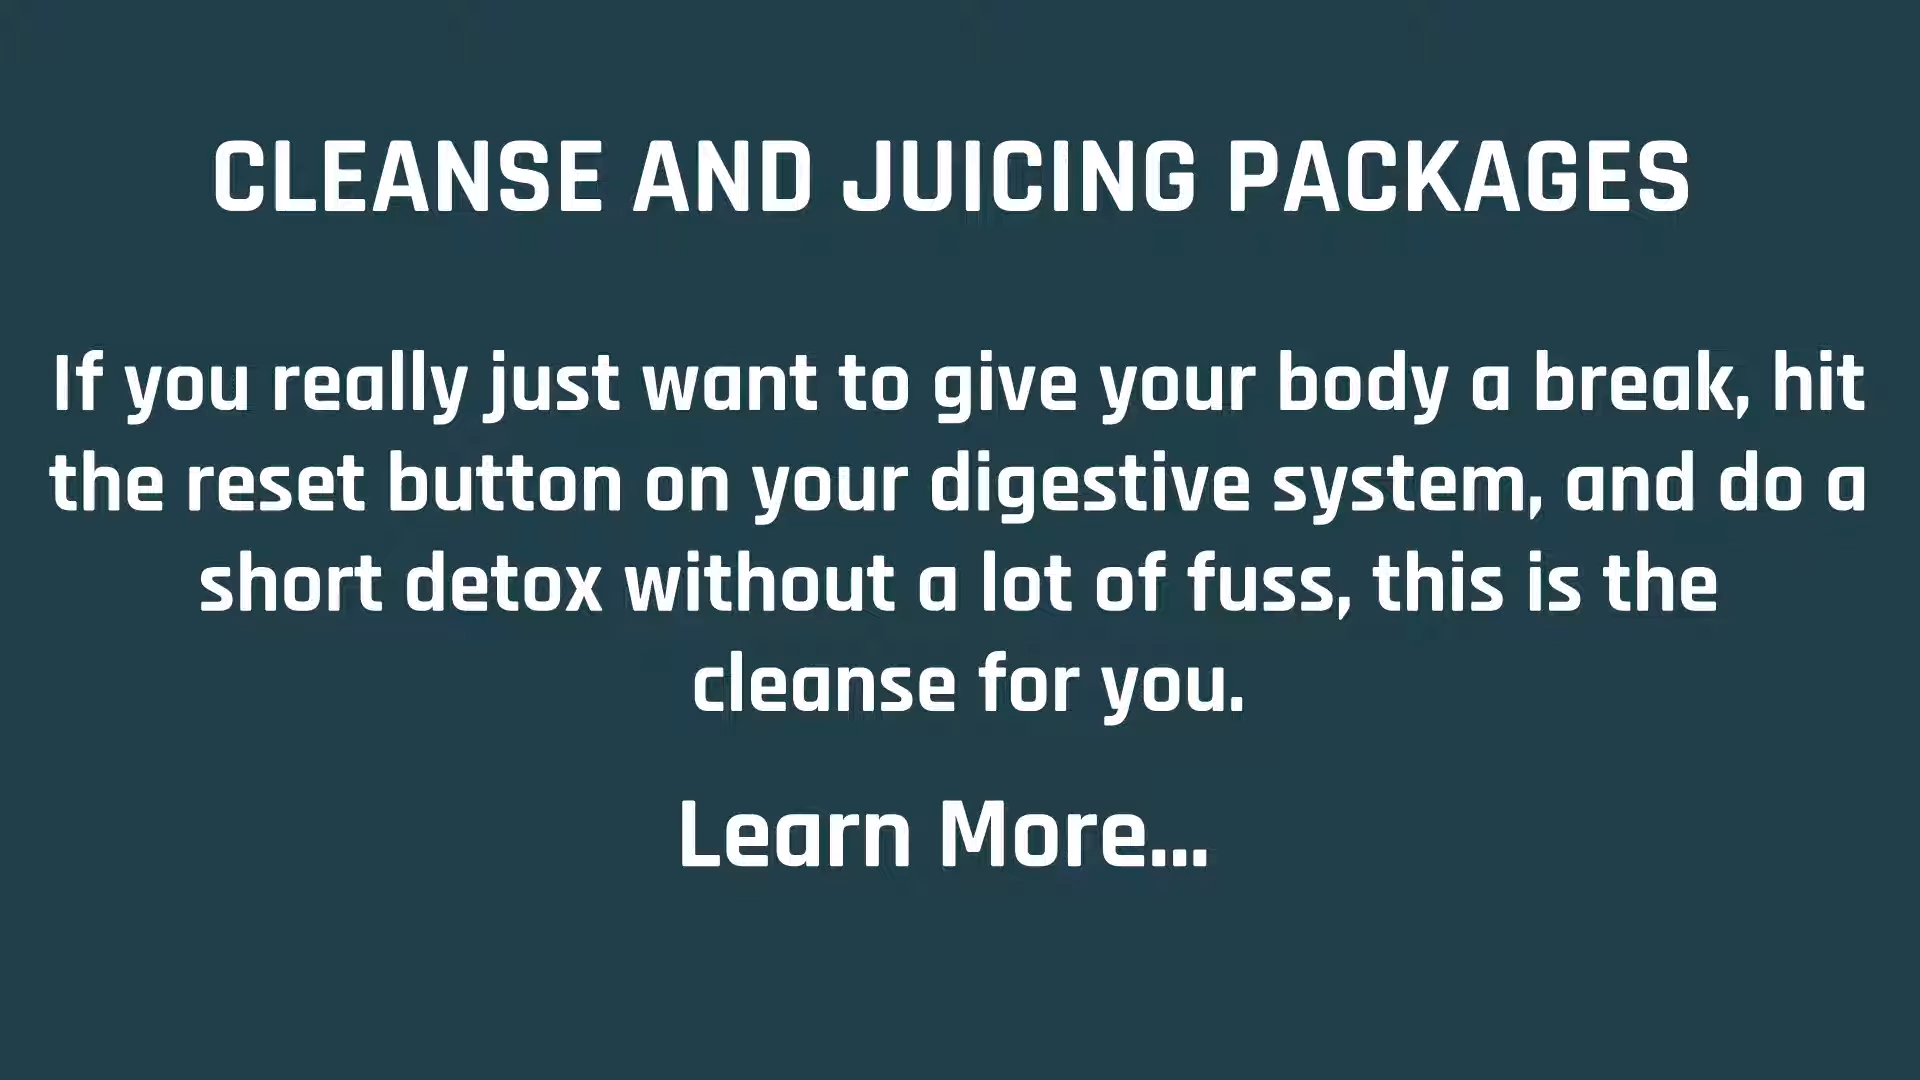 CLEANSE AND JUICING PACKAGES
If you really just want to give your body a break, hit
the reset button on your digestive system, and do a
short detox without a lot of fuss, this is the
cleanse for you.
Learn More...